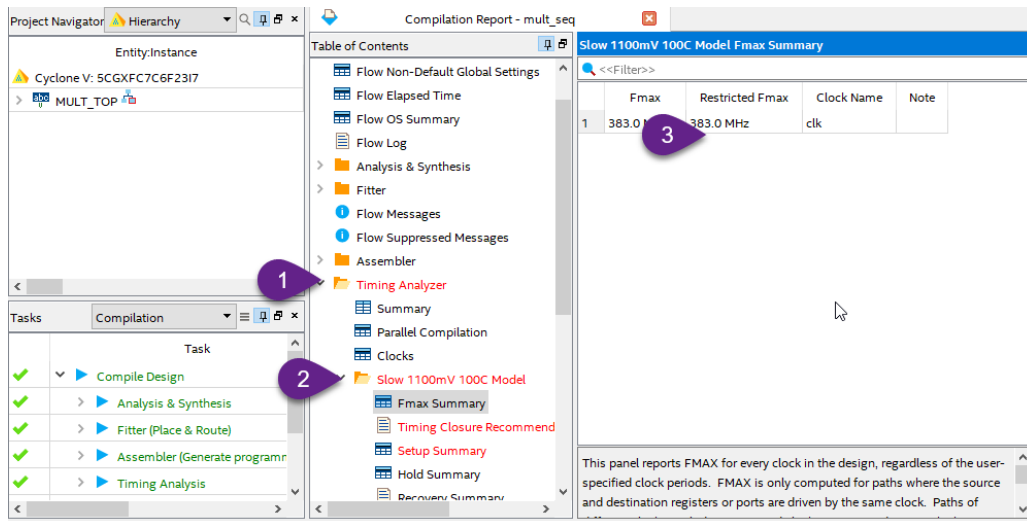 Project Navigator Hierarchy
Entity:Instance
Cyclone V: 5CGXFC7C6F23I7
MULT_TOP
Tasks Compilation
Task
Compile Design
Analysis & Synthesis
Fitter (Place & Route)
Assembler (Generate programr
Timing Analysis
Compilation Report - mult_seq
Table of Contents
Flow Non-Default Global Settings
Flow Elapsed Time
Flow OS Summary
Flow Log
Analysis & Synthesis
Fitter
Flow Messages
Flow Suppressed Messages
Assembler
1
Timing Analyzer
Summary
Parallel Compilation
Clocks
2
Slow 1100mV 100C Model
Fmax Summary
Timing Closure Recommend
Setup Summary
Hold Summary
Recovery Summary
Slow 1100mV 100C Model Fmax Summary
<<Filter>>
Fmax Restricted Fmax Clock Name Note
1 383.0 383.0 MHz clk
3
This panel reports FMAX for every clock in the design, regardless of the user-
specified clock periods. FMAX is only computed for paths where the source
and destination registers or ports are driven by the same clock. Paths of